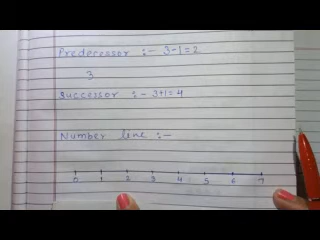 Predecessor :- 3-1=2
3
Successor :- 3+1=4
Number line :-
0 1 2 3 4 5 6 7